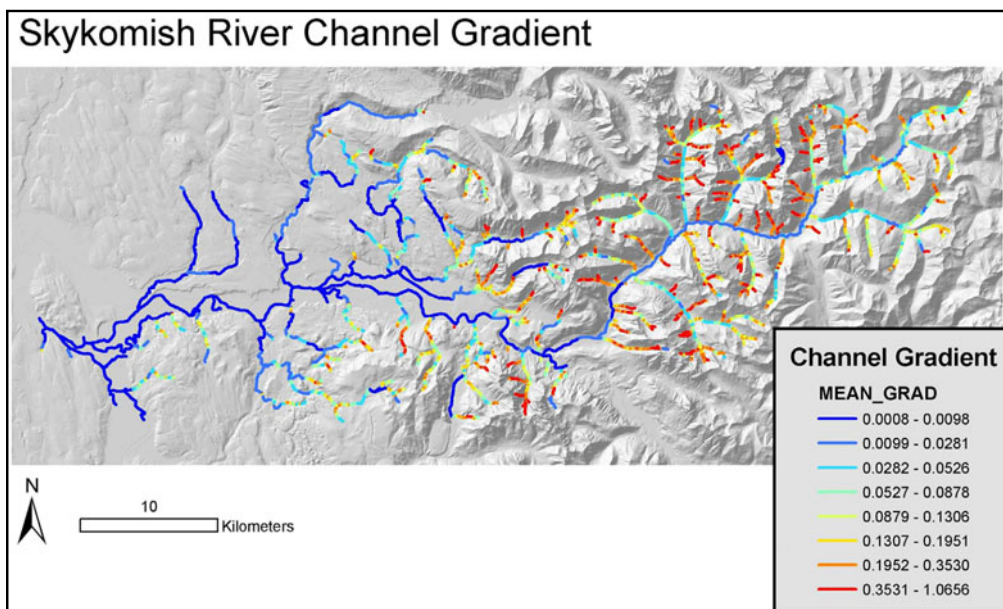 Skykomish River Channel Gradient
N
10
Kilometers
Channel Gradient
MEAN_GRAD
0.0008 - 0.0098
0.0099 - 0.0281
0.0282 - 0.0526
0.0527 - 0.0878
0.0879 - 0.1306
0.1307 - 0.1951
0.1952 - 0.3530
0.3531 - 1.0656